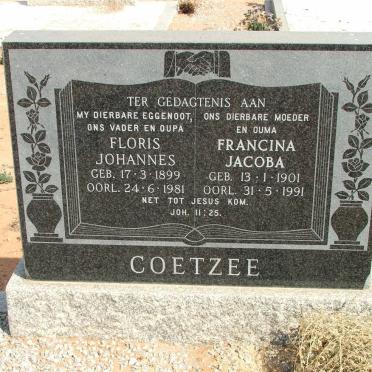 TER GEDAGTENIS AAN
MY DIERBARE EGGENOOT,
ONS VADER EN OUPA
FLORIS
JOHANNES
GEB. 17·3·1899
OORL. 24·6·1981
ONS DIERBARE MOEDER
EN OUMA
FRANCINA
JACOBA
GEB. 13·1·1901
OORL. 31·5·1991
NET TOT JESUS KOM.
JOH. 11:25.
COETZEE